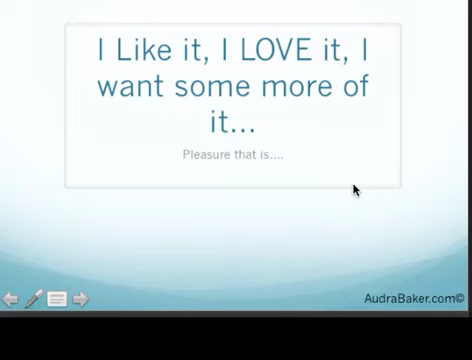 I Like it, I LOVE it, I
want some more of
it...
Pleasure that is....
AudraBaker.com©